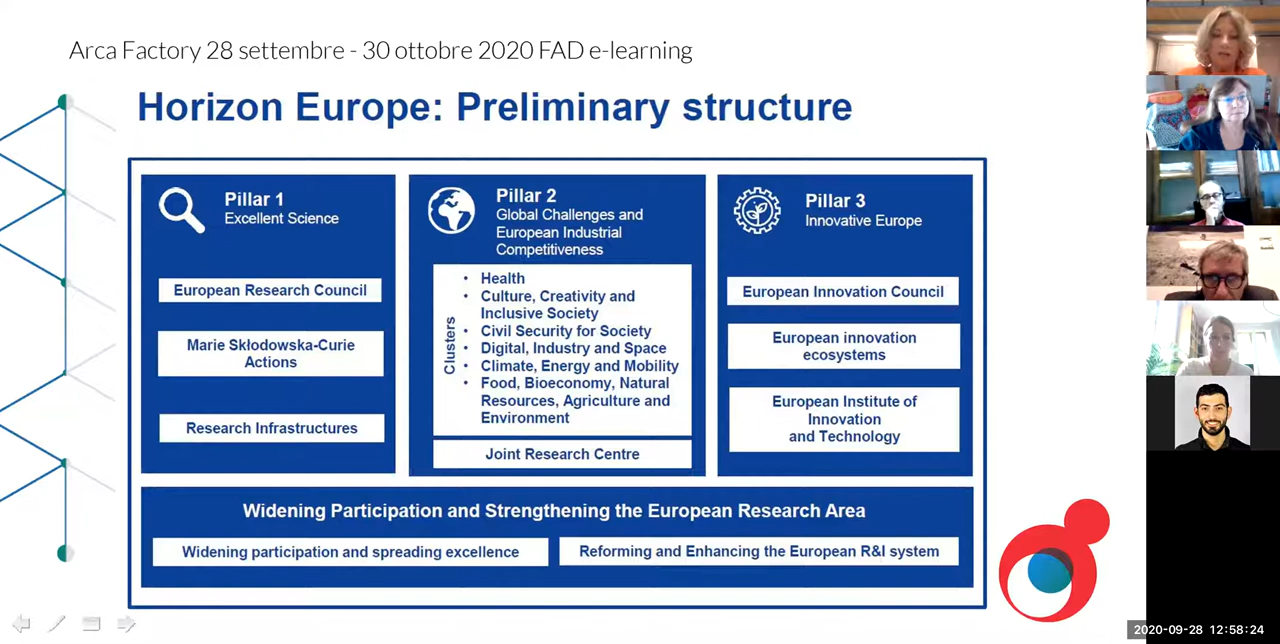 Arca Factory 28 settembre - 30 ottobre 2020 FAD e-learning
Horizon Europe: Preliminary structure
Pillar 1
Excellent Science
European Research Council
Marie Skłodowska-Curie
Actions
Research Infrastructures
Pillar 2
Global Challenges and
European Industrial
Competitiveness
Clusters
• Health
• Culture, Creativity and
Inclusive Society
• Civil Security for Society
• Digital, Industry and Space
• Climate, Energy and Mobility
• Food, Bioeconomy, Natural
Resources, Agriculture and
Environment
Joint Research Centre
Pillar 3
Innovative Europe
European Innovation Council
European innovation
ecosystems
European Institute of
Innovation
and Technology
Widening Participation and Strengthening the European Research Area
Widening participation and spreading excellence
Reforming and Enhancing the European R&I system
2020-09-28 12:58:24